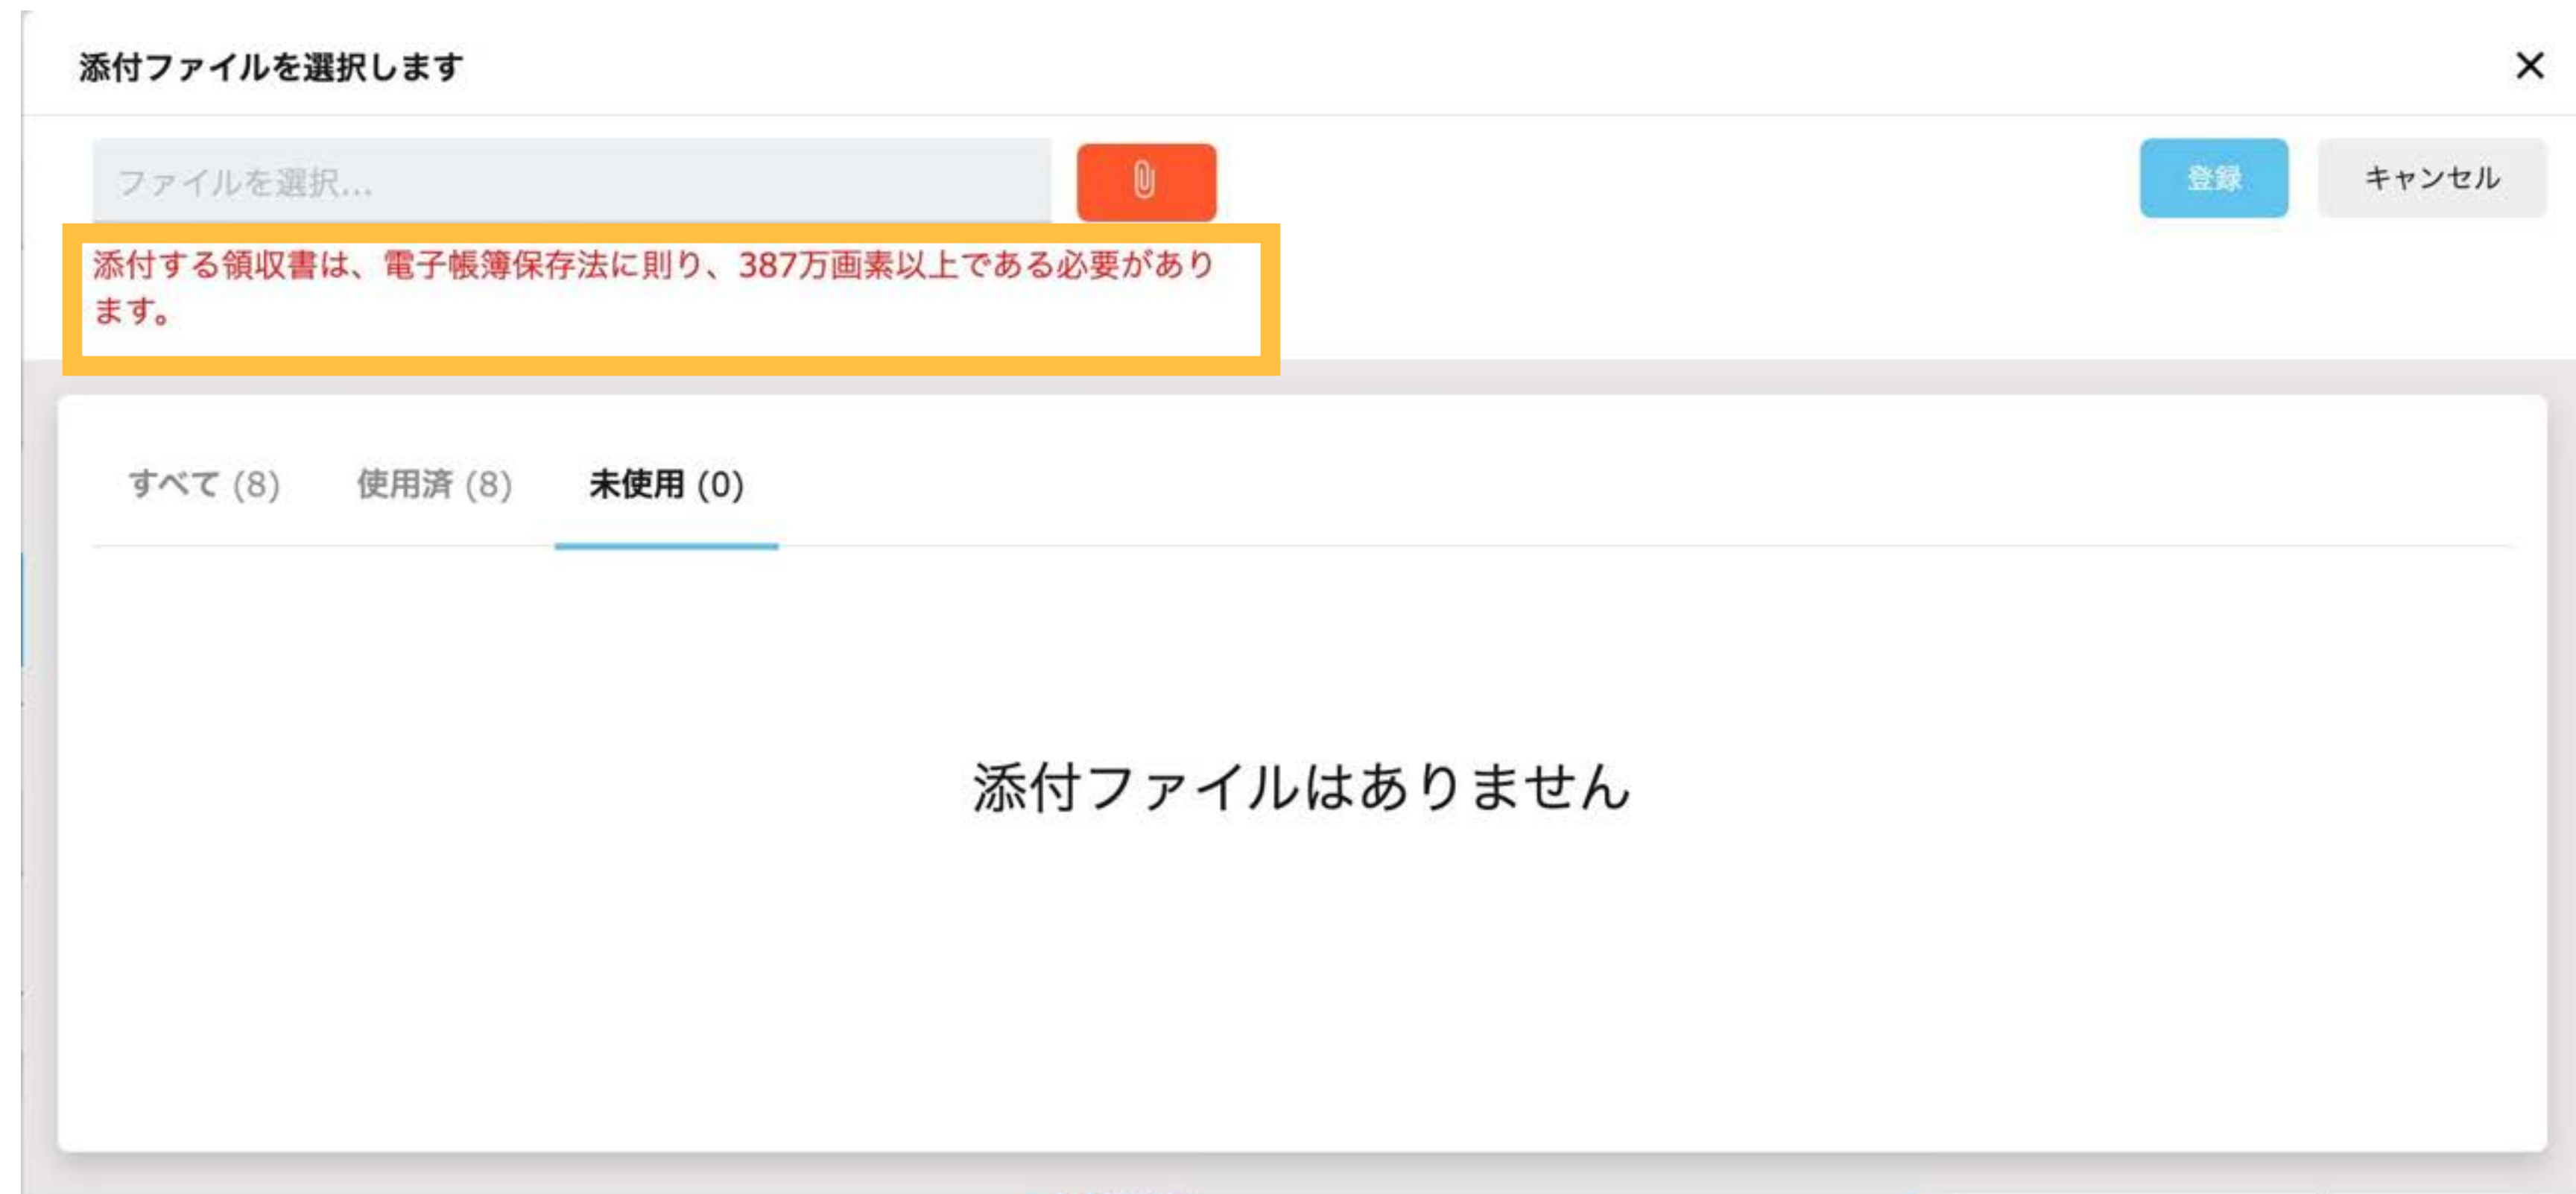 添付ファイルを選択します
ファイルを選択...
登録
キャンセル
添付する領収書は、電子帳簿保存法に則り、387万画素以上である必要があり
ます。
すべて (8)
使用済 (8)
未使用 (0)
添付ファイルはありません